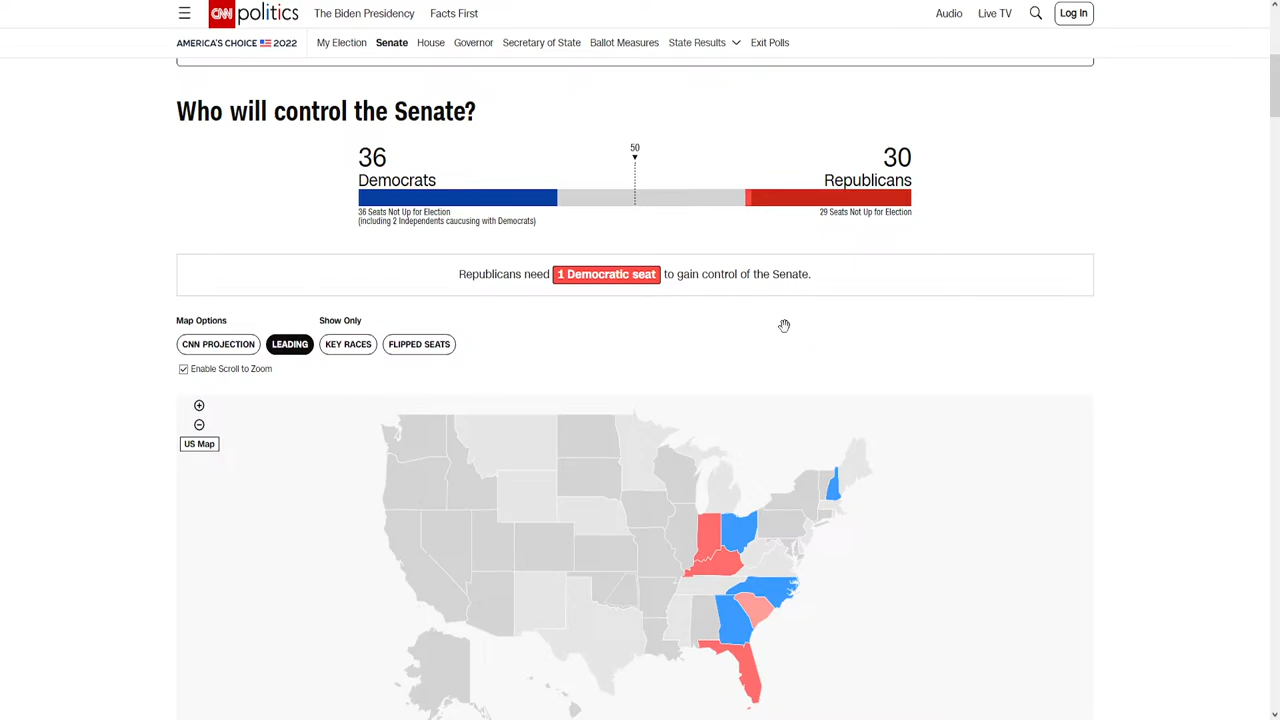 CNN politics The Biden Presidency Facts First Audio Live TV Log In
AMERICA'S CHOICE 2022 My Election Senate House Governor Secretary of State Ballot Measures State Results Exit Polls
Who will control the Senate?
50
36 30
Democrats Republicans
36 Seats Not Up for Election 29 Seats Not Up for Election
(including 2 Independents caucusing with Democrats)
Republicans need 1 Democratic seat to gain control of the Senate.
Map Options Show Only
CNN PROJECTION LEADING KEY RACES FLIPPED SEATS
Enable Scroll to Zoom
US Map